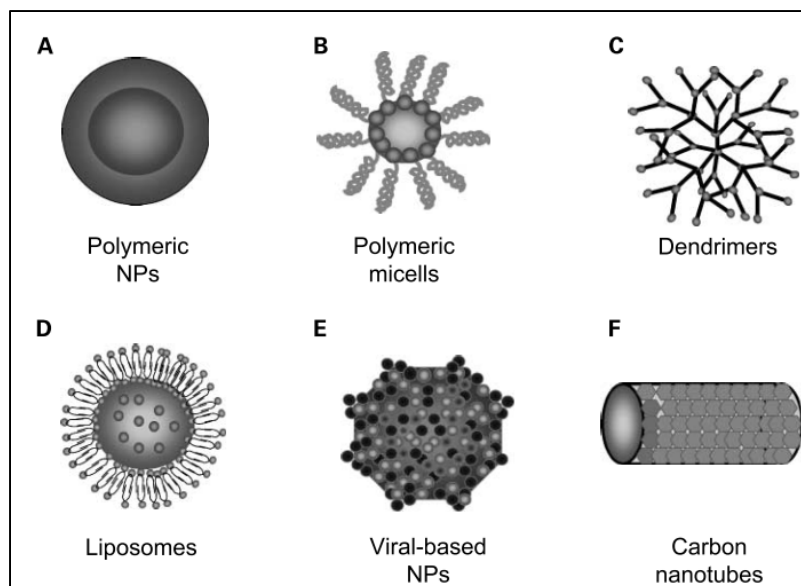 A
B
C
Polymeric
NPs
Polymeric
micells
Dendrimers
D
E
F
Liposomes
Viral-based
NPs
Carbon
nanotubes